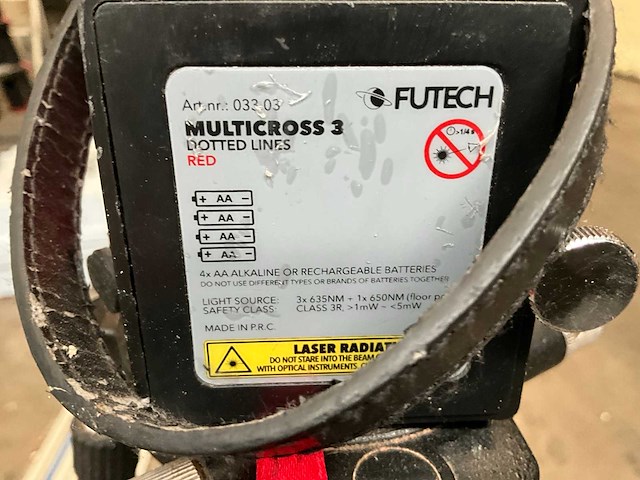 Art.nr.: 033.03
FUTECH
MULTICROSS 3
DOTTED LINES
RED
>1/4 s
+ AA -
+ AA -
+ AA -
+ AA -
4x AA ALKALINE OR RECHARGEABLE BATTERIES
DO NOT USE DIFFERENT TYPES OR BRANDS OF BATTERIES TOGETHER
LIGHT SOURCE: 3x 635NM + 1x 650NM (floor
SAFETY CLASS: CLASS 3R, >1mW ~ <5mW
MADE IN P.R.C.
LASER
DO NOT STARE INTO THE BEAM
WITH OPTICAL INSTRUMENTS.